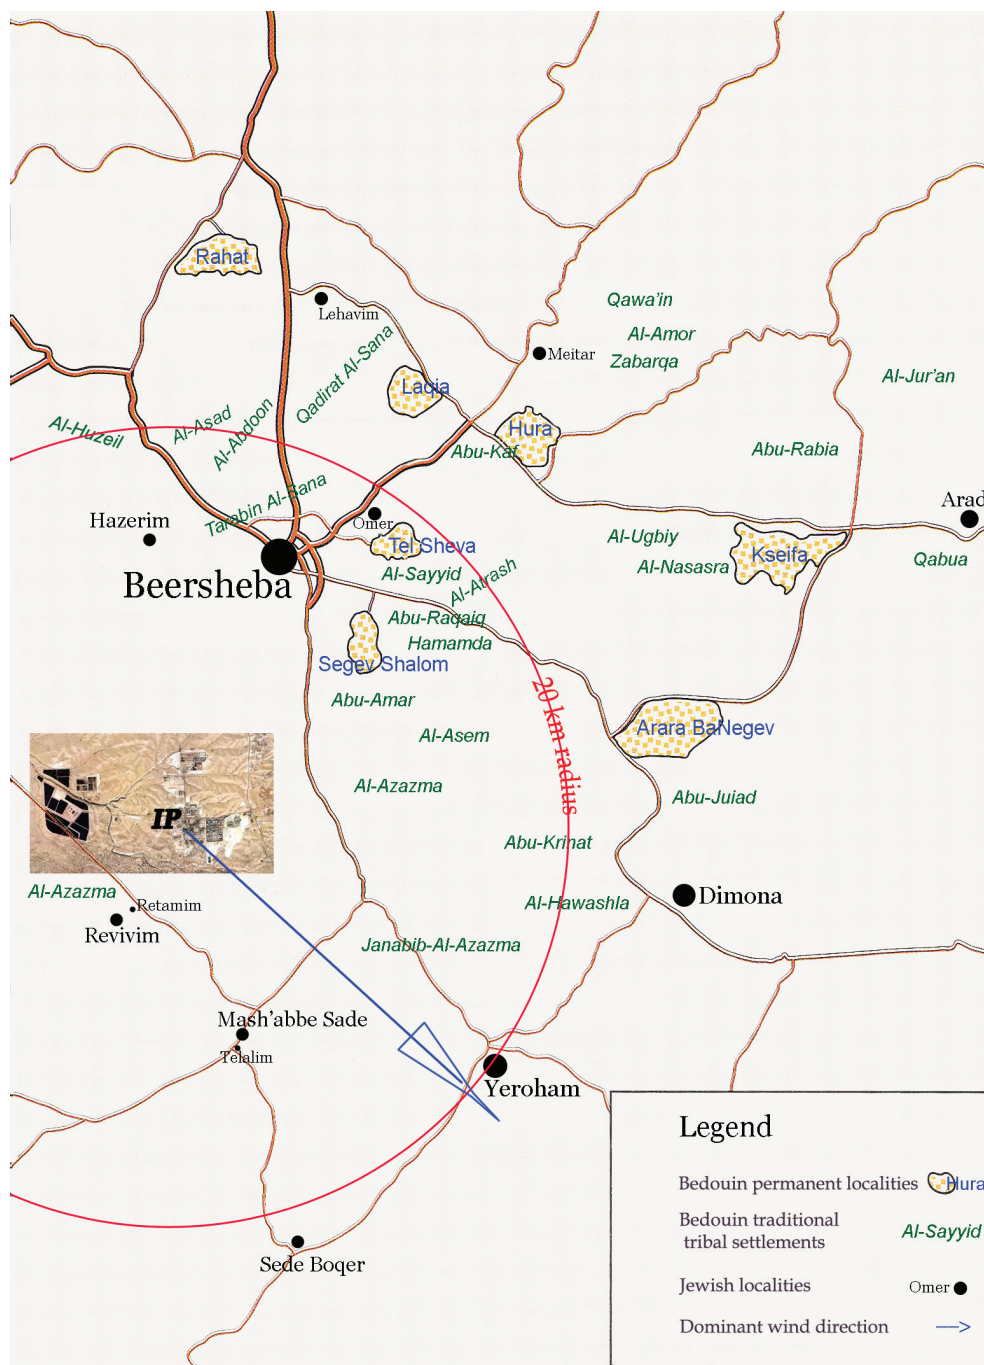 Rahat
Lehavim
Qawa'in
Al-Amor
Zabarqa
Meitar
Qadirat Al-Sana
Laqia
Al-Jur'an
Al-Huzeil
Al-Asad
Al-Abdoon
Hura
Abu-Kaf
Abu-Rabia
Tarabin Al-Sana
Arad
Hazerim
Omer
Tel Sheva
Al-Ugbiy
Kseifa
Qabua
Beersheba
Al-Sayyid
Al-Atrash
Al-Nasasra
Abu-Raqaiq
Hamamda
Segev Shalom
Abu-Amar
20 km radius
Arara BaNegev
Al-Asem
Al-Azazma
Abu-Juiad
IP
Abu-Krinat
Al-Azazma
Retamim
Revivim
Al-Hawashla
Dimona
Janabib-Al-Azazma
Mash'abbe Sade
Telalim
Yeroham
Sede Boqer
Legend
Bedouin permanent localities Hura
Bedouin traditional
tribal settlements Al-Sayyid
Jewish localities Omer
Dominant wind direction